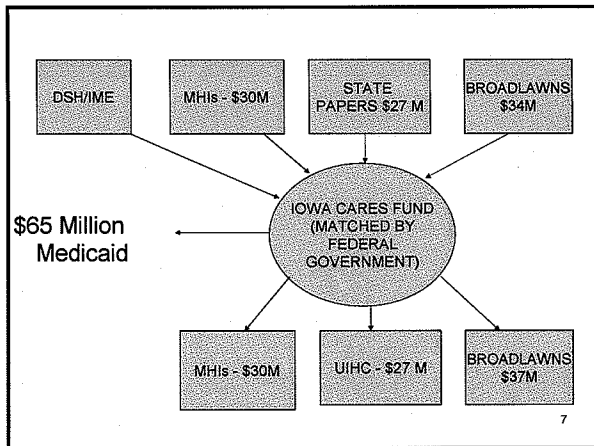 DSH/IME
MHIs - $30M
STATE
PAPERS $27 M
BROADLAWNS
$34M
IOWA CARES FUND
(MATCHED BY
FEDERAL
GOVERNMENT)
$65 Million
Medicaid
MHIs - $30M
UIHC - $27 M
BROADLAWNS
$37M
7